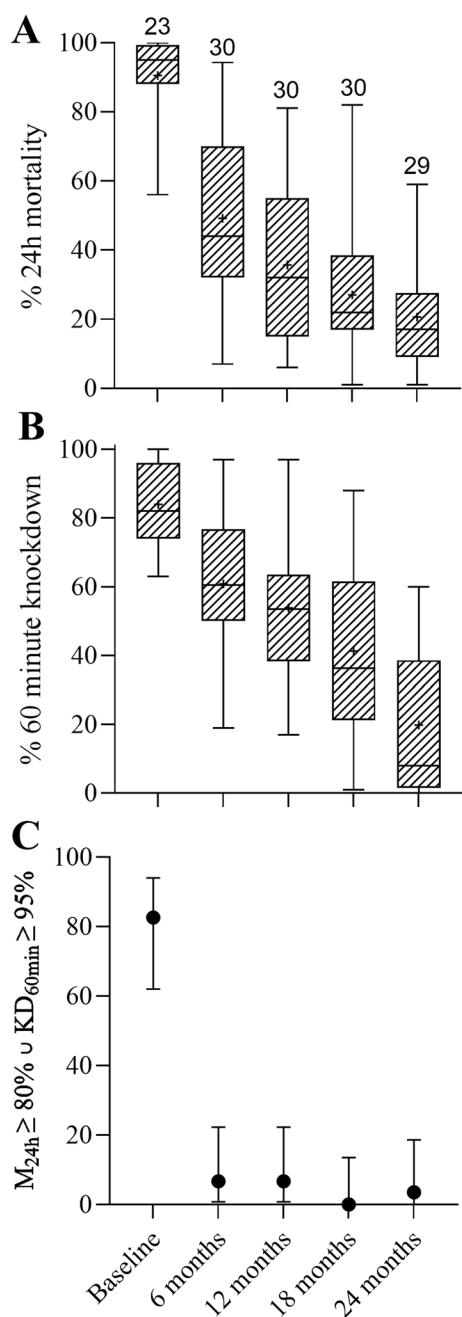 A
% 24h mortality
100
80
60
40
20
0
23
30
30
30
29
B
% 60 minute knockdown
100
80
60
40
20
0
C
M24h ≥ 80% ∪ KD60min ≥ 95%
100
80
60
40
20
0
Baseline
6 months
12 months
18 months
24 months